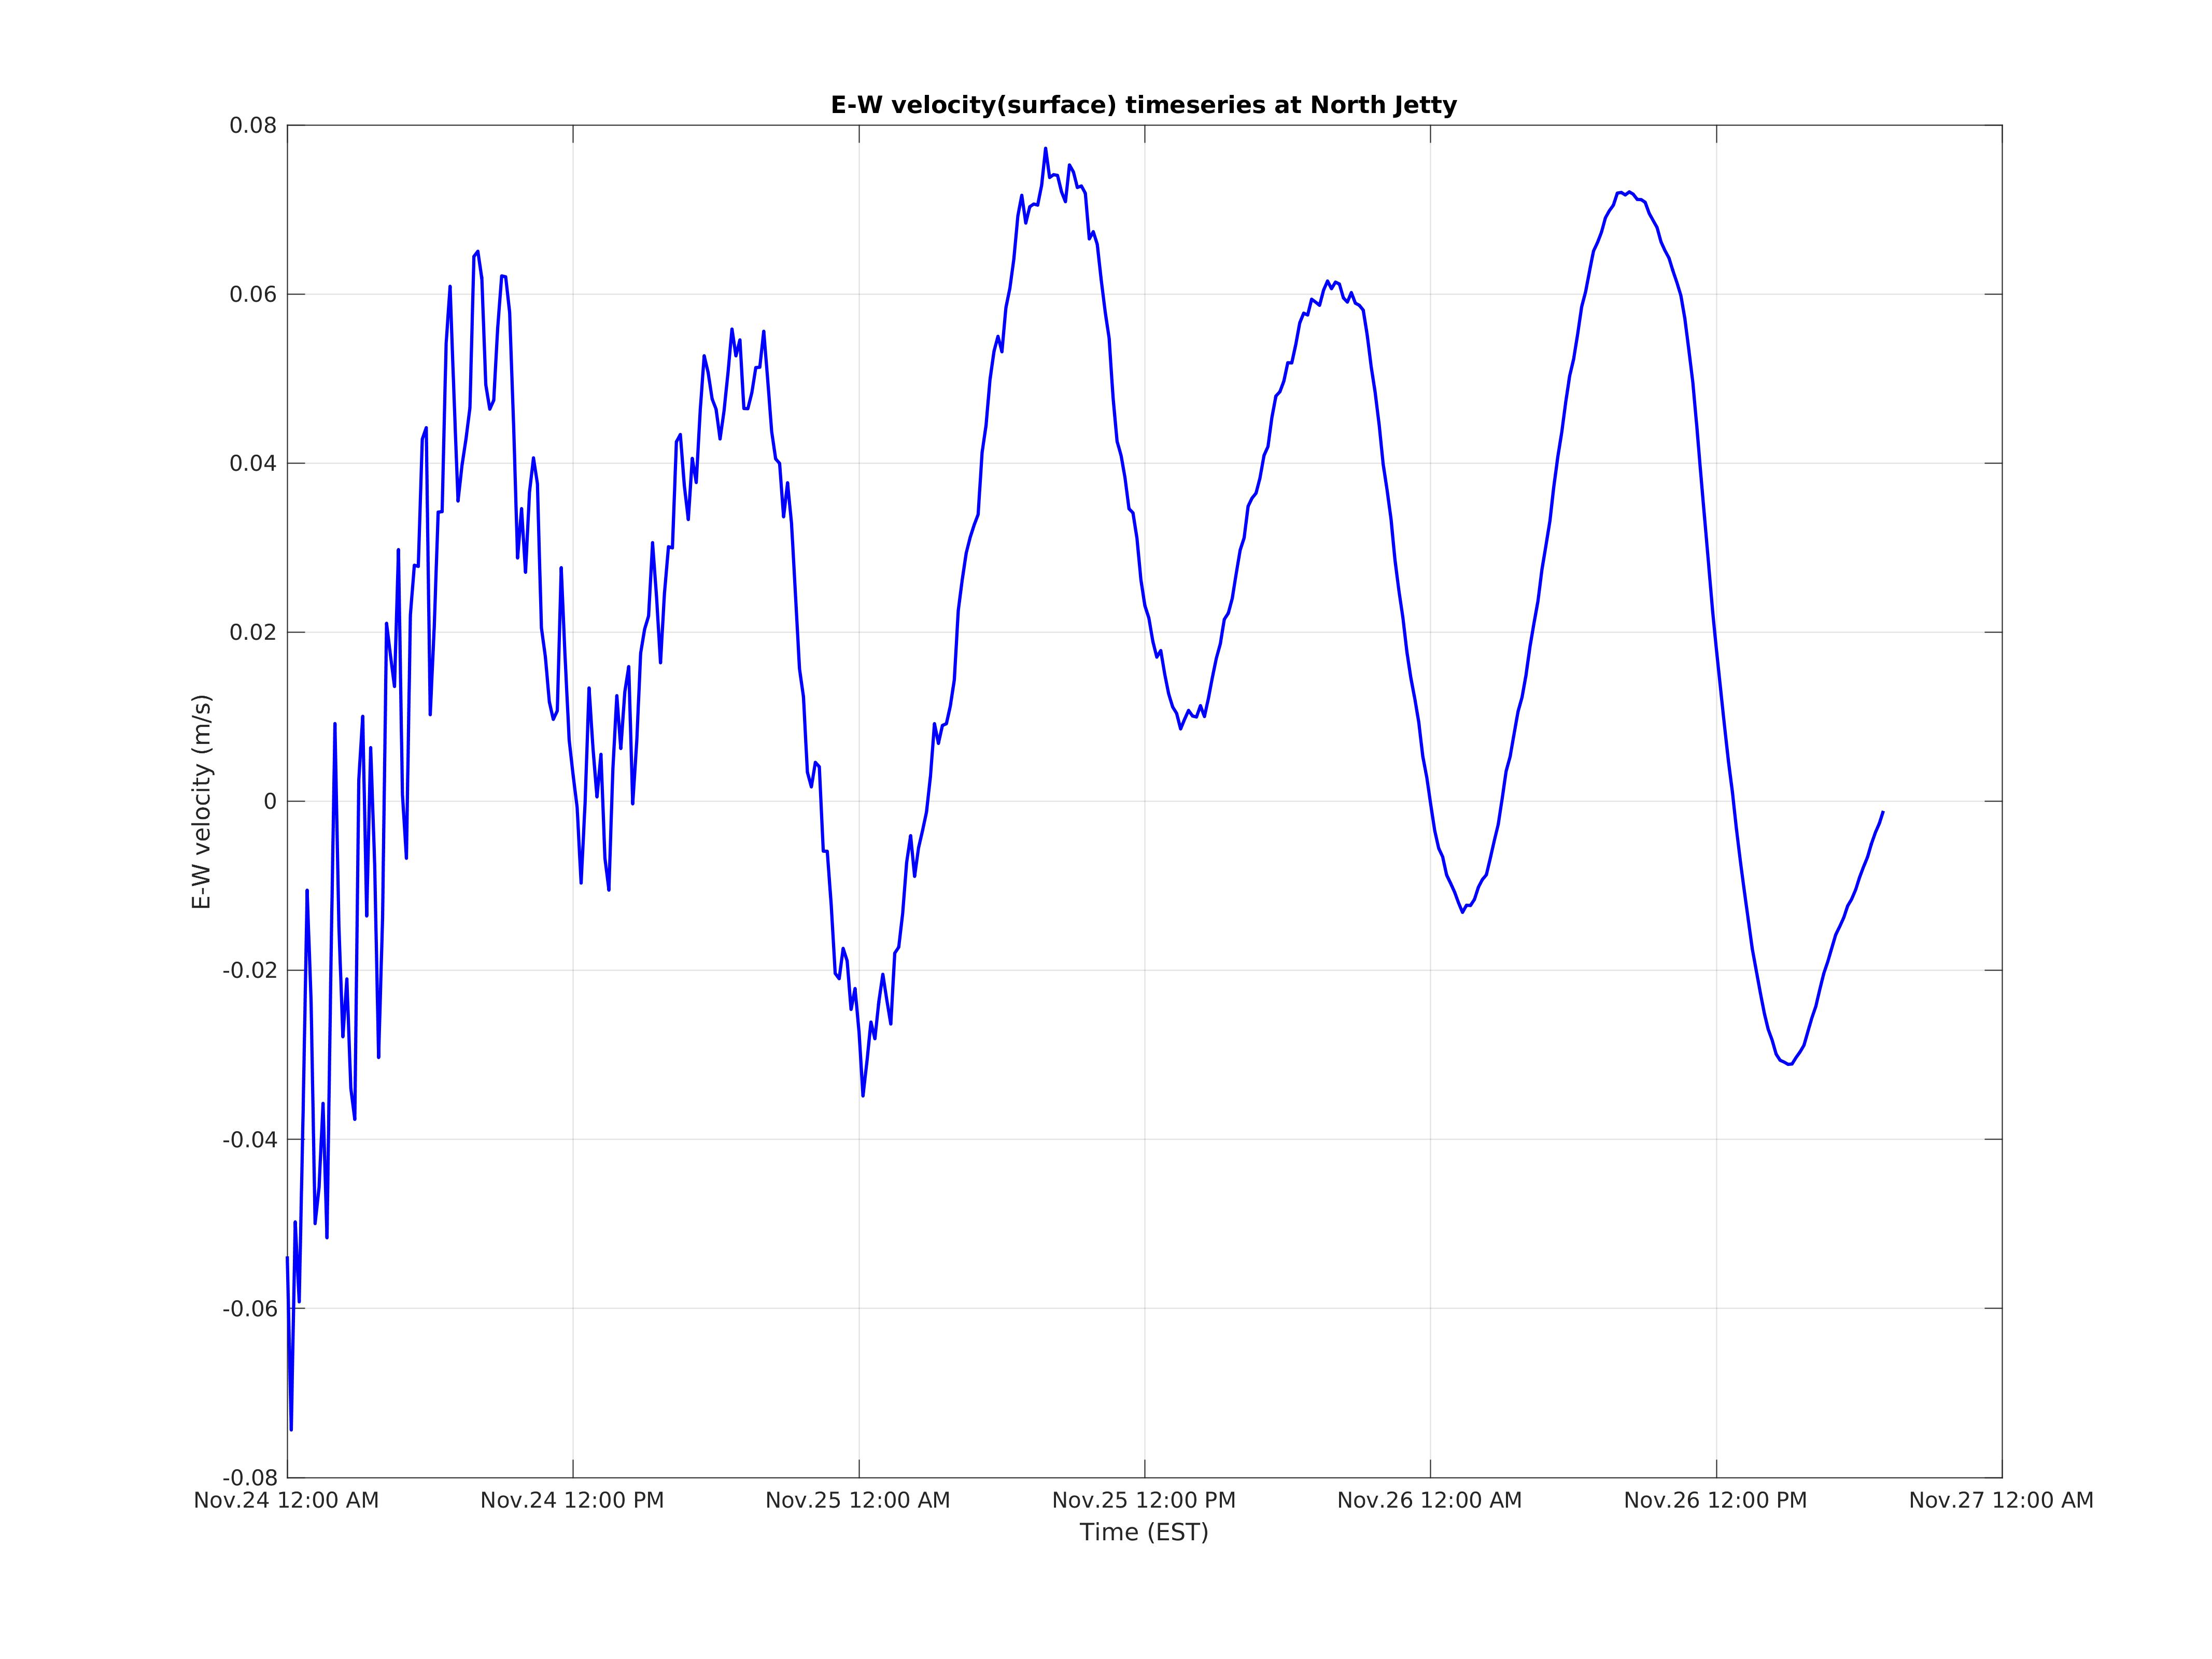 E-W velocity(surface) timeseries at North Jetty
0.08
0.06
0.04
0.02
0
-0.02
-0.04
-0.06
-0.08
E-W velocity (m/s)
Nov.24 12:00 AM
Nov.24 12:00 PM
Nov.25 12:00 AM
Nov.25 12:00 PM
Nov.26 12:00 AM
Nov.26 12:00 PM
Nov.27 12:00 AM
Time (EST)